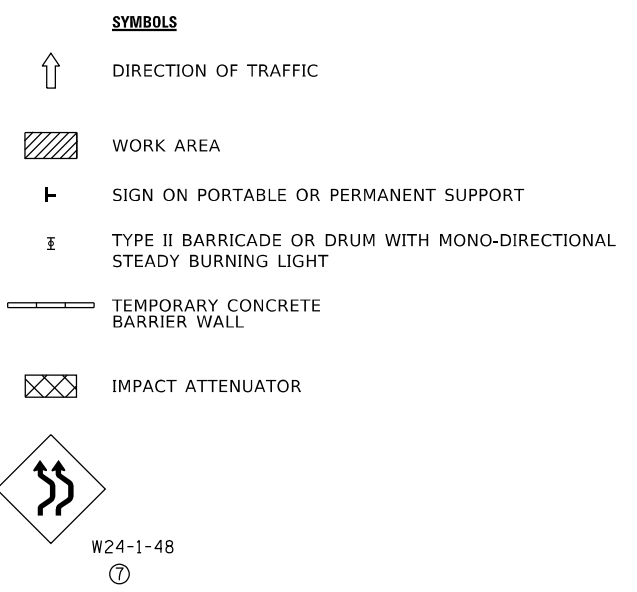 SYMBOLS
DIRECTION OF TRAFFIC
WORK AREA
SIGN ON PORTABLE OR PERMANENT SUPPORT
TYPE II BARRICADE OR DRUM WITH MONO-DIRECTIONAL
STEADY BURNING LIGHT
TEMPORARY CONCRETE
BARRIER WALL
IMPACT ATTENUATOR
W24-1-48
7